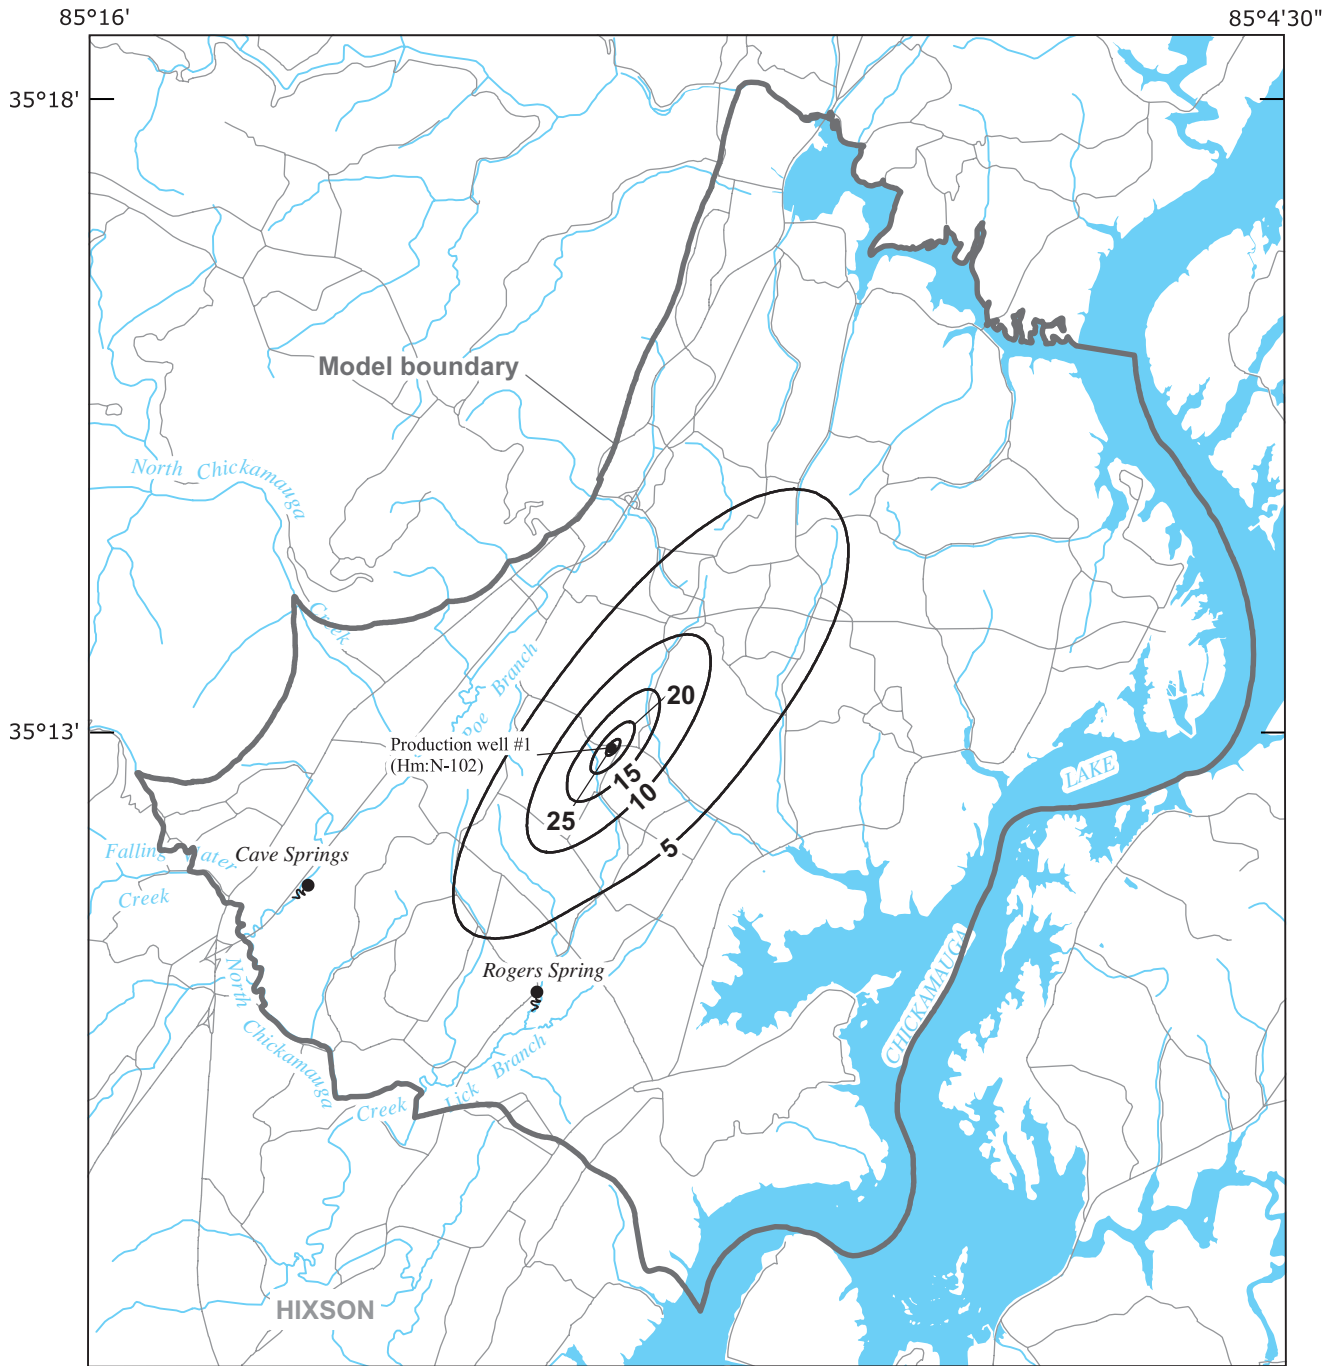 85°16'
85°4'30"
35°18'
Model boundary
North Chickamauga
Creek
Poe Branch
20
35°13'
Production well #1
(Hm:N-102)
LAKE
15
10
25
5
Falling Water
Creek
Cave Springs
CHICKAMAUGA
Rogers Spring
North Chickamauga
Creek
Lick Branch
HIXSON